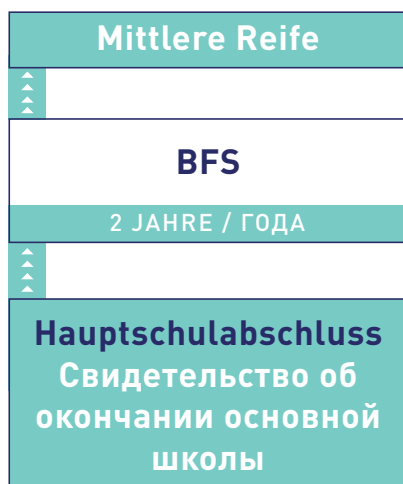 Mittlere Reife
BFS
2 JAHRE / ГОДА
Hauptschulabschluss
Свидетельство об
окончании основной
школы